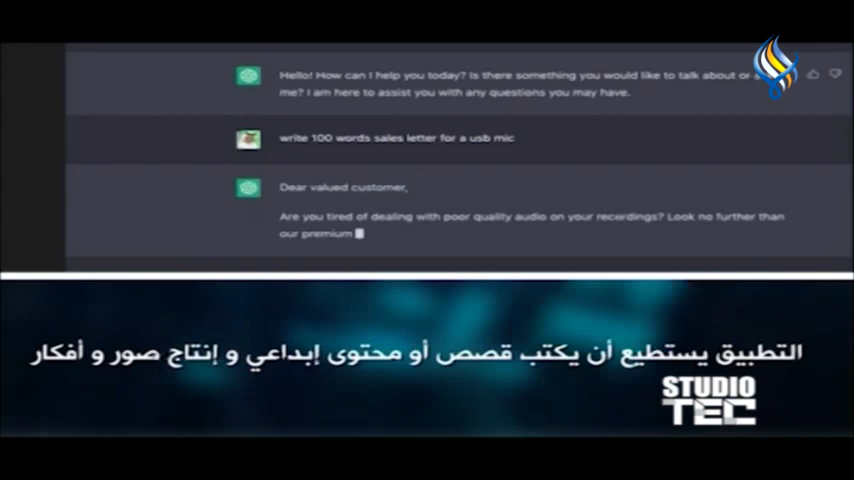 Hello! How can I help you today? Is there something you would like to talk about or
me? I am here to assist you with any questions you may have.
write 100 words sales letter for a usb mic
Dear valued customer,
Are you tired of dealing with poor quality audio on your recordings? Look no further than
our premium
التطبيق يستطيع أن يكتب قصص أو محتوى إبداعي و إنتاج صور و أفكار
STUDIO
TEC